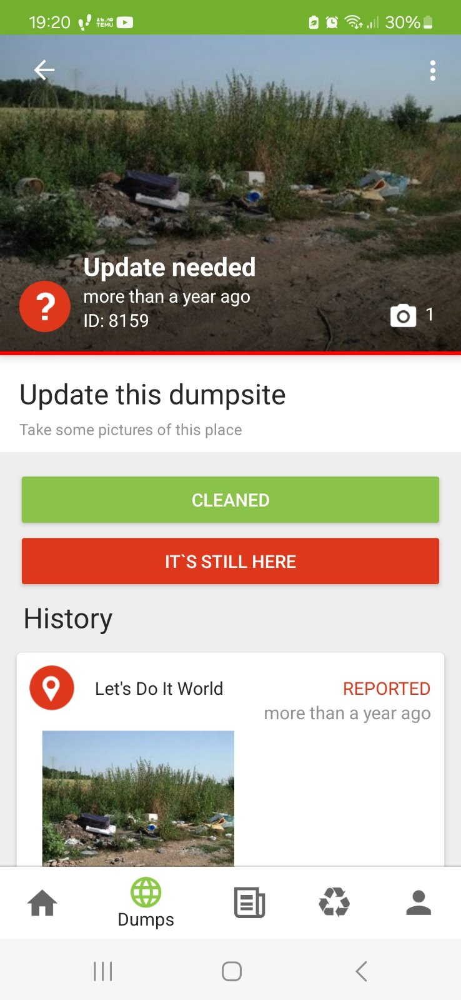 19:20
TEMU
30%
Update needed
more than a year ago
ID: 8159
1
Update this dumpsite
Take some pictures of this place
CLEANED
IT`S STILL HERE
History
Let's Do It World
REPORTED
more than a year ago
Dumps